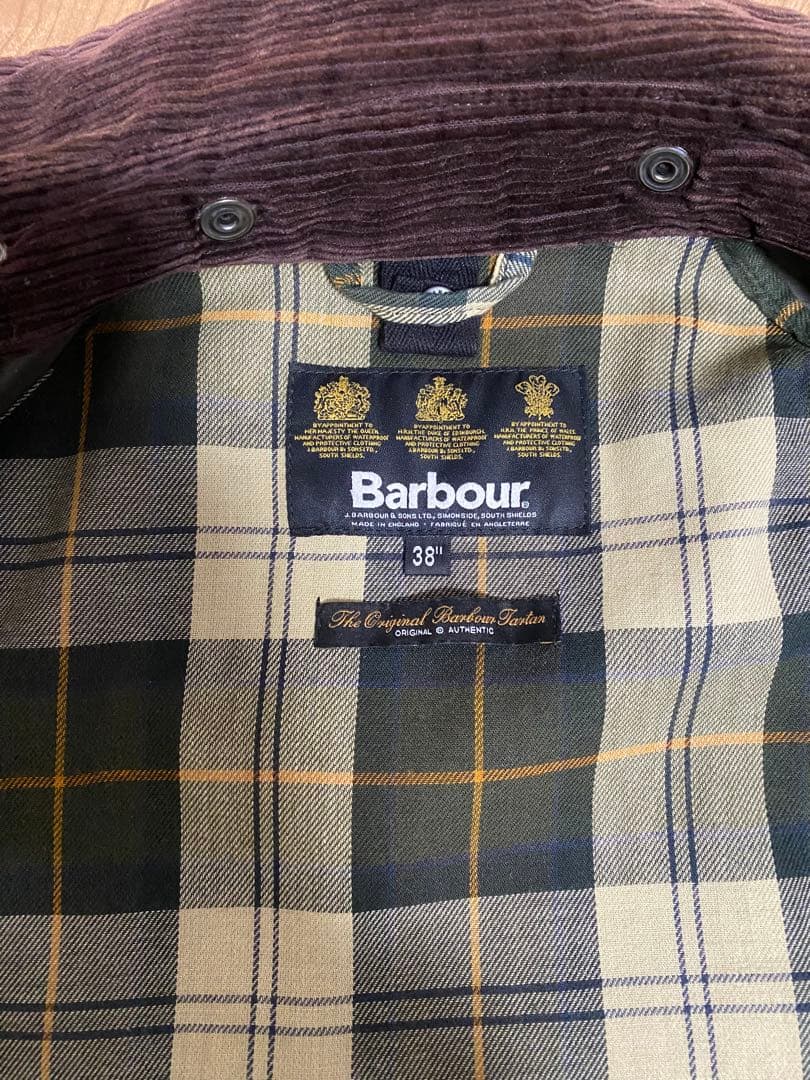 BY APPOINTMENT TO
HER MAJESTY THE QUEEN
MANUFACTURERS OF WATERPROOF
AND PROTECTIVE CLOTHING
J. BARBOUR & SONS LTD.,
SOUTH SHIELDS.
BY APPOINTMENT TO
H.R.H. THE DUKE OF EDINBURGH
MANUFACTURERS OF WATERPROOF
AND PROTECTIVE CLOTHING
J. BARBOUR & SONS LTD.,
SOUTH SHIELDS.
BY APPOINTMENT TO
H.R.H. THE PRINCE OF WALES
MANUFACTURERS OF WATERPROOF
AND PROTECTIVE CLOTHING
J. BARBOUR & SONS LTD.,
SOUTH SHIELDS.
Barbour®
J. BARBOUR & SONS LTD., SIMONSIDE, SOUTH SHIELDS
MADE IN ENGLAND • FABRIQUÉ EN ANGLETERRE
38"
The Original Barbour Tartan
ORIGINAL © AUTHENTIC